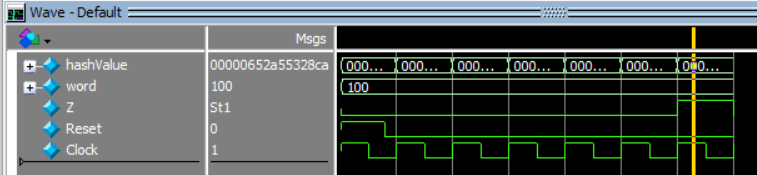 Wave - Default
Msgs
hashValue 00000652a55328ca 000... 000... 000... 000... 000... 000... 000...
word 100 100
Z St1
Reset 0
Clock 1